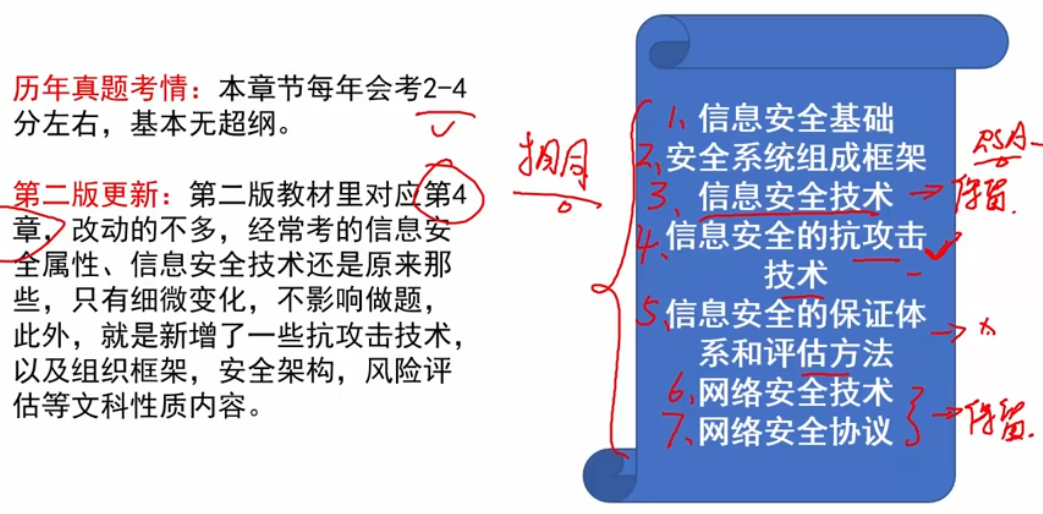 历年真题考情：本章节每年会考2-4
分左右，基本无超纲。
第二版更新：第二版教材里对应第4
章，改动的不多，经常考的信息安
全属性、信息安全技术还是原来那
些，只有细微变化，不影响做题，
此外，就是新增了一些抗攻击技术，
以及组织框架，安全架构，风险评
估等文科性质内容。
1、信息安全基础
2、安全系统组成框架
3、信息安全技术 → 保留.
RSA
4、信息安全的抗攻击
技术
5、信息安全的保证体
系和评估方法
6、网络安全技术
7、网络安全协议
→保留.